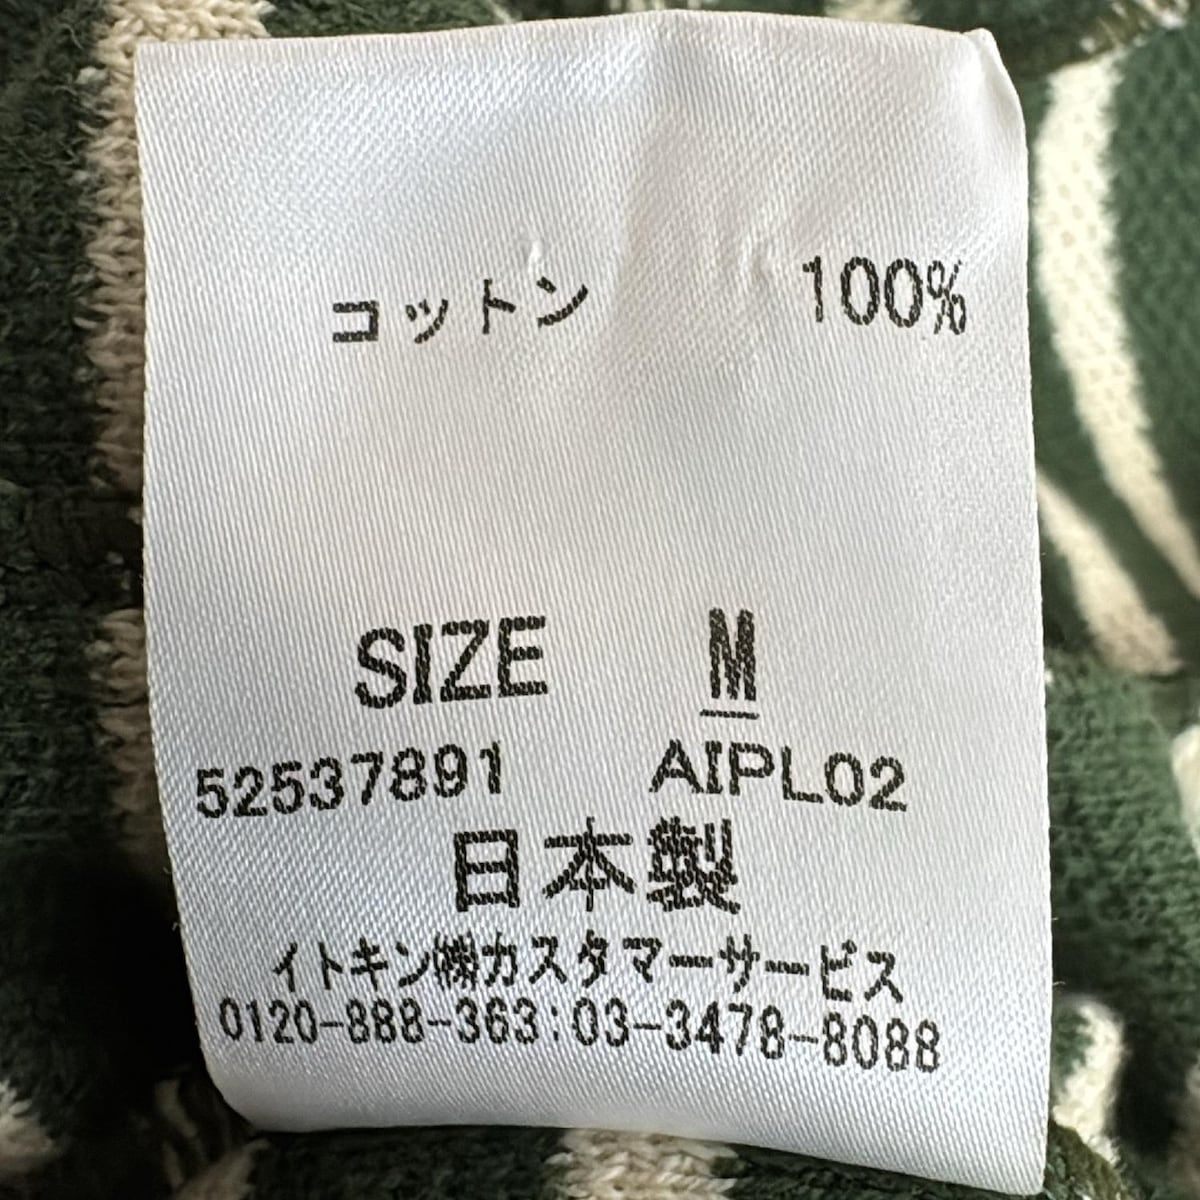 コットン 100%
SIZE M
52537891 AIPL02
日本製
イトキン㈱カスタマーサービス
0120-888-363:03-3478-8088